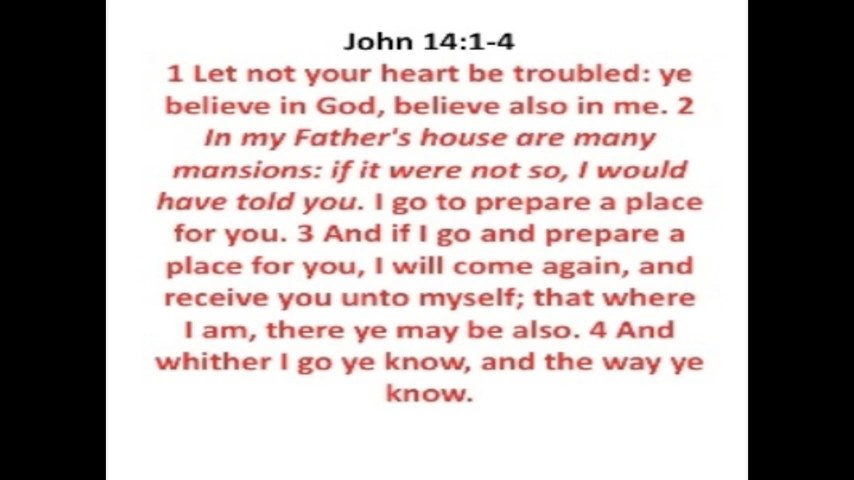 John 14:1-4
1 Let not your heart be troubled: ye
believe in God, believe also in me. 2
In my Father's house are many
mansions: if it were not so, I would
have told you. I go to prepare a place
for you. 3 And if I go and prepare a
place for you, I will come again, and
receive you unto myself; that where
I am, there ye may be also. 4 And
whither I go ye know, and the way ye
know.